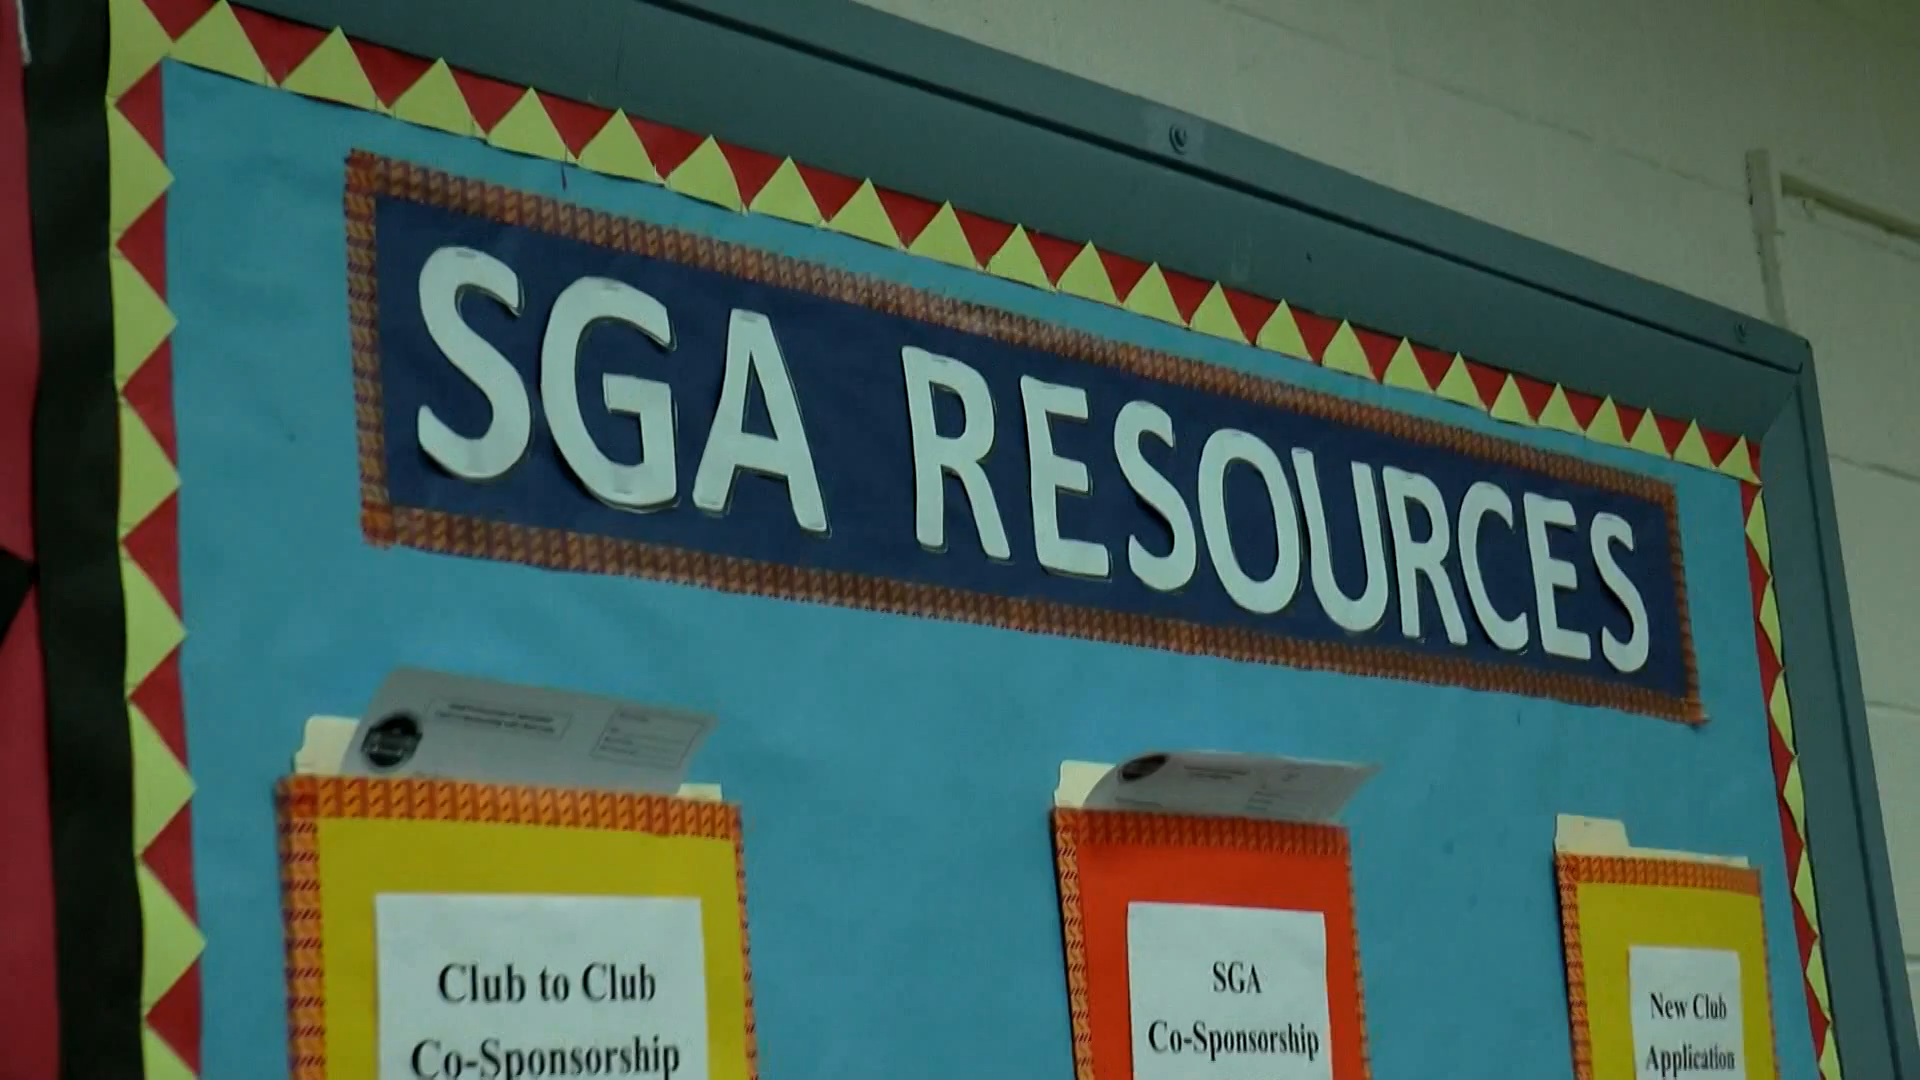 SGA RESOURCES
Club to Club
Co-Sponsorship
SGA
Co-Sponsorship
New Club
Application